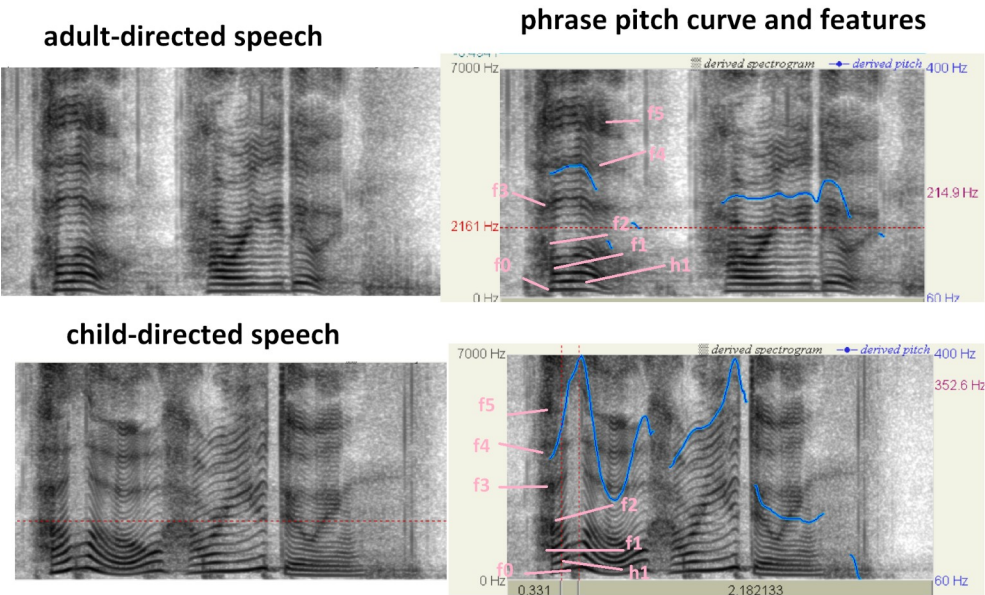 adult-directed speech
phrase pitch curve and features
7000 Hz
derived spectrogram
derived pitch
400 Hz
f5
f4
f3
214.9 Hz
f2
2161 Hz
f1
f0
h1
0 Hz
60 Hz
child-directed speech
7000 Hz
derived spectrogram
derived pitch
400 Hz
352.6 Hz
f5
f4
f3
f2
f1
f0
h1
0 Hz
60 Hz
0.331
2.182133